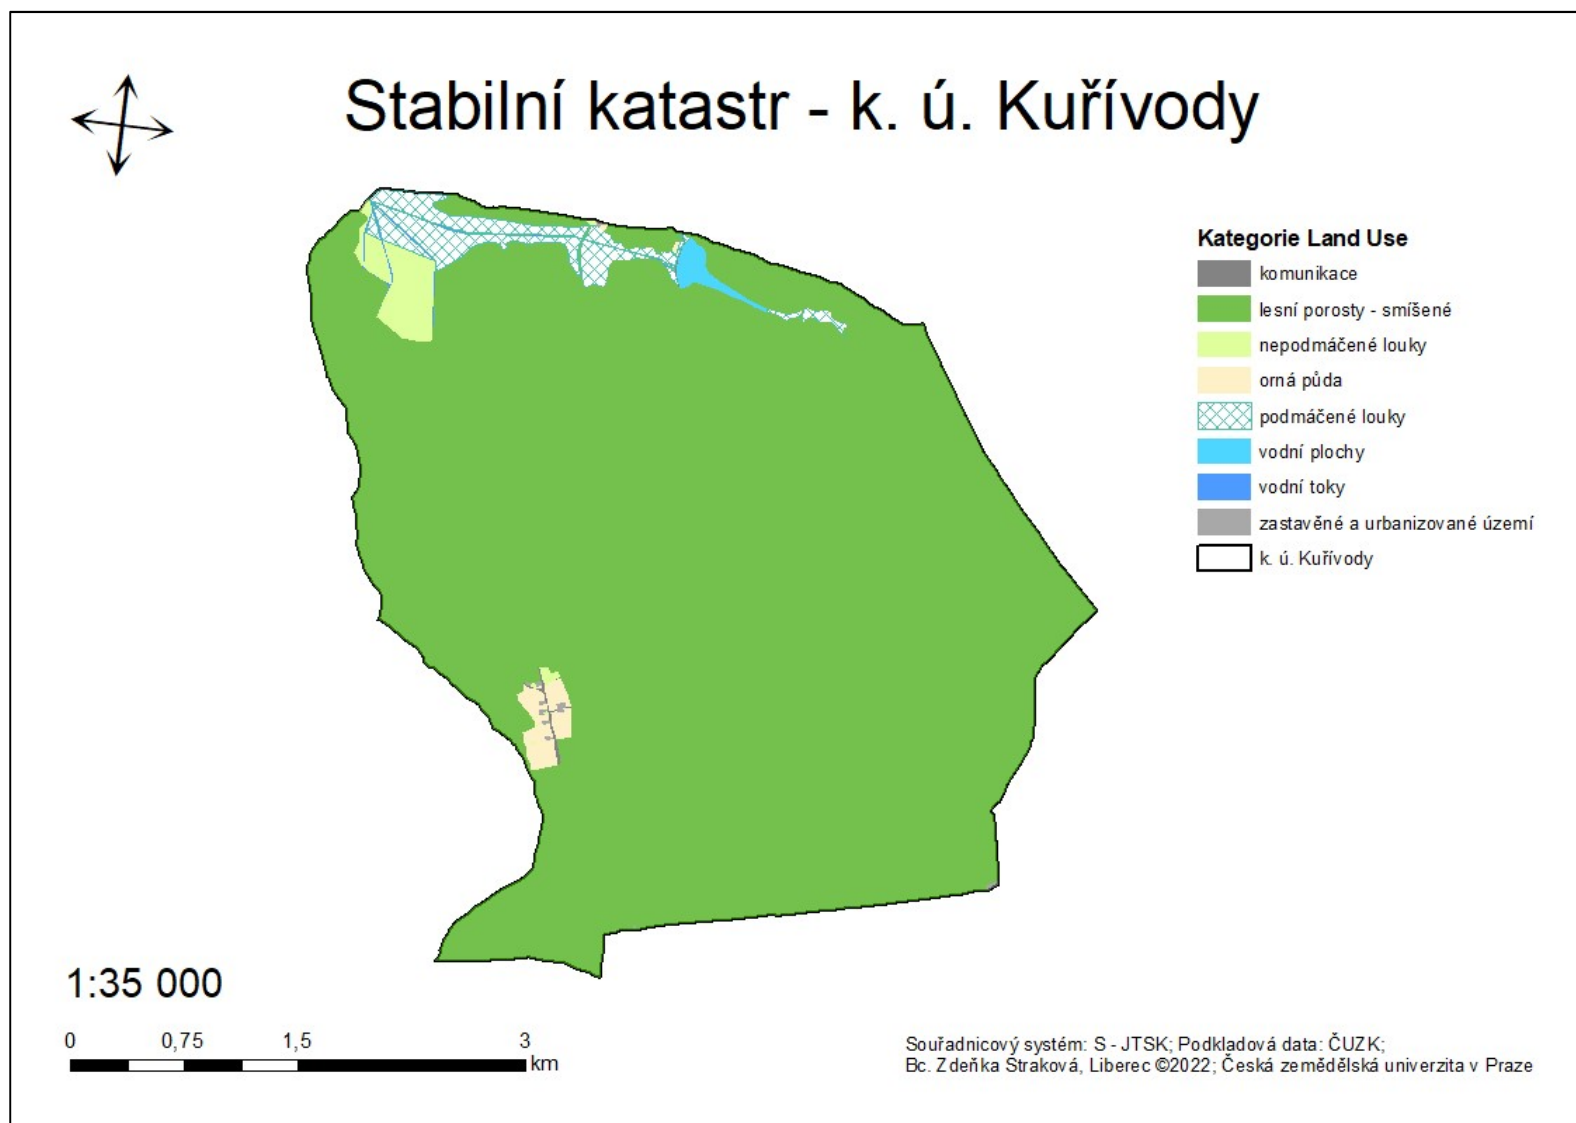 Stabilní katastr - k. ú. Kuřívody
Kategorie Land Use
komunikace
lesní porosty - smíšené
nepodmáčené louky
orná půda
podmáčené louky
vodní plochy
vodní toky
zastavěné a urbanizované území
k. ú. Kuřívody
1:35 000
0 0,75 1,5 3
km
Souřadnicový systém: S - JTSK; Podkladová data: ČÚZK;
Bc. Zdeňka Straková, Liberec ©2022; Česká zemědělská univerzita v Praze